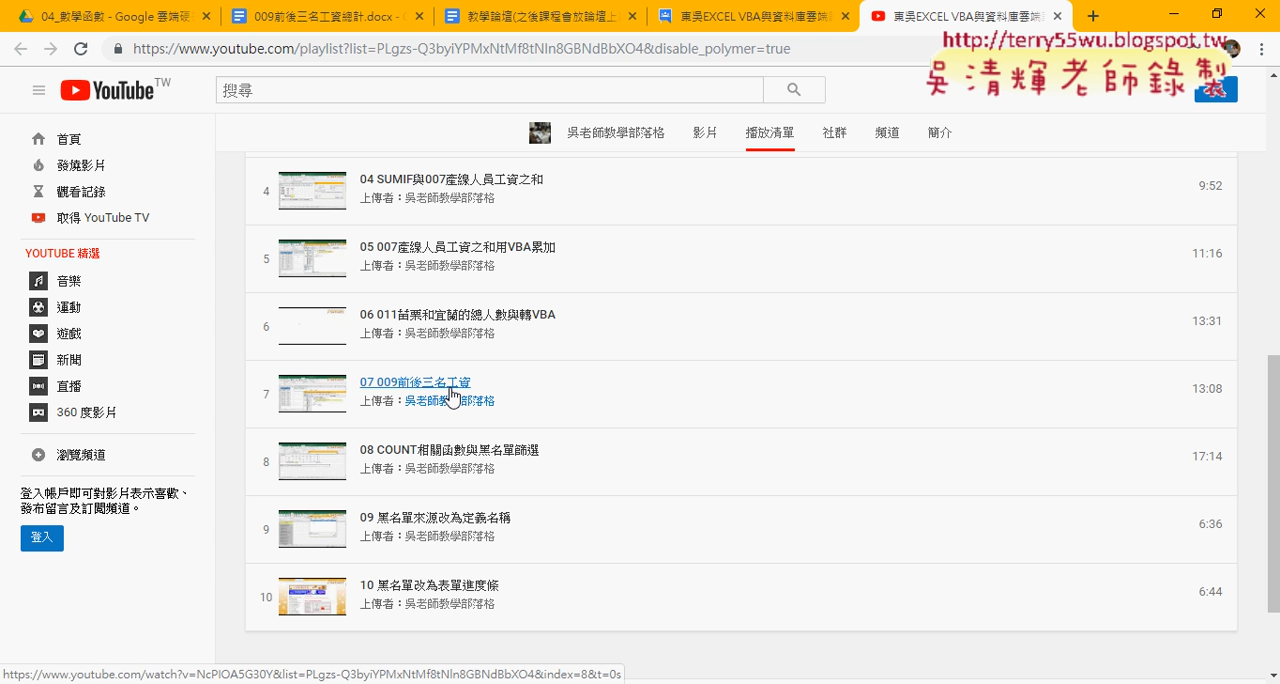 04_數學函數 - Google 雲端硬
009前後三名工資總計.docx - G
教學論壇(之後課程會放論壇上
東吳EXCEL VBA與資料庫雲端
東吳EXCEL VBA與資料庫雲端
https://www.youtube.com/playlist?list=PLgzs-Q3byiYPMxNtMf8tNln8GBNdBbXO4&disable_polymer=true
http://terry55wu.blogspot.tw
吳清輝老師錄製
YouTube TW
搜尋
吳老師教學部落格
影片
播放清單
社群
頻道
簡介
首頁
發燒影片
觀看記錄
取得 YouTube TV
YOUTUBE 精選
音樂
運動
遊戲
新聞
直播
360 度影片
瀏覽頻道
登入帳戶即可對影片表示喜歡、
發布留言及訂閱頻道。
登入
4 04 SUMIF與007產線人員工資之和 9:52
上傳者：吳老師教學部落格
5 05 007產線人員工資之和用VBA累加 11:16
上傳者：吳老師教學部落格
6 06 011苗栗和宜蘭的總人數與轉VBA 13:31
上傳者：吳老師教學部落格
7 07 009前後三名工資 13:08
上傳者：吳老師教學部落格
8 08 COUNT相關函數與黑名單篩選 17:14
上傳者：吳老師教學部落格
9 09 黑名單來源改為定義名稱 6:36
上傳者：吳老師教學部落格
10 10 黑名單改為表單進度條 6:44
上傳者：吳老師教學部落格
https://www.youtube.com/watch?v=NcPIOA5G30Y&list=PLgzs-Q3byiYPMxNtMf8tNln8GBNdBbXO4&index=8&t=0s